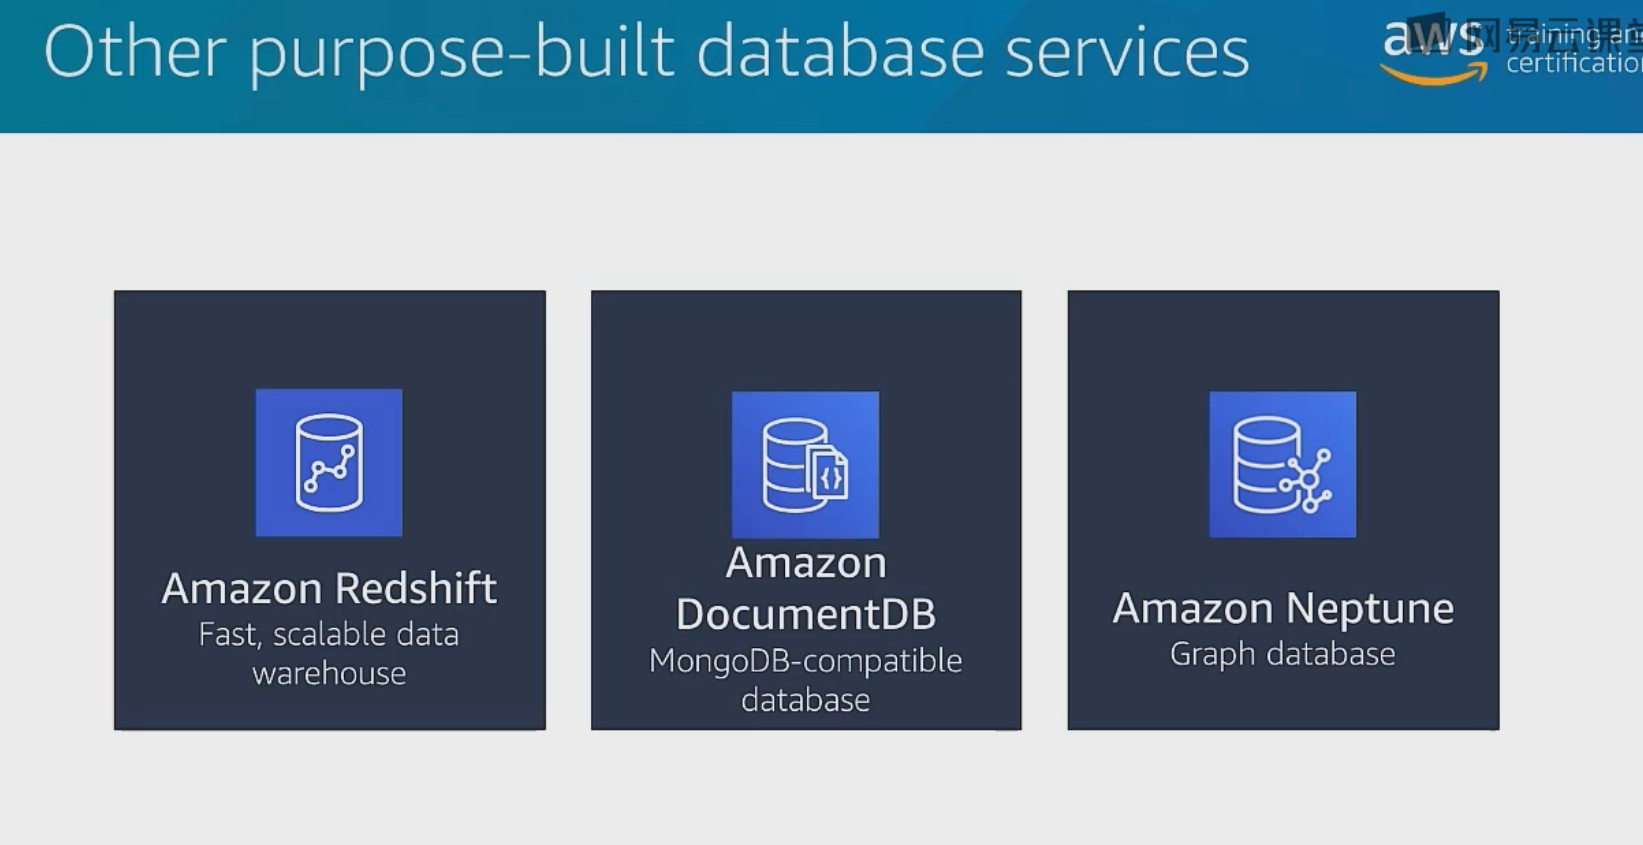 Other purpose-built database services
aws
网易云课堂
training and
certification
Amazon Redshift
Fast, scalable data
warehouse
Amazon
DocumentDB
MongoDB-compatible
database
Amazon Neptune
Graph database